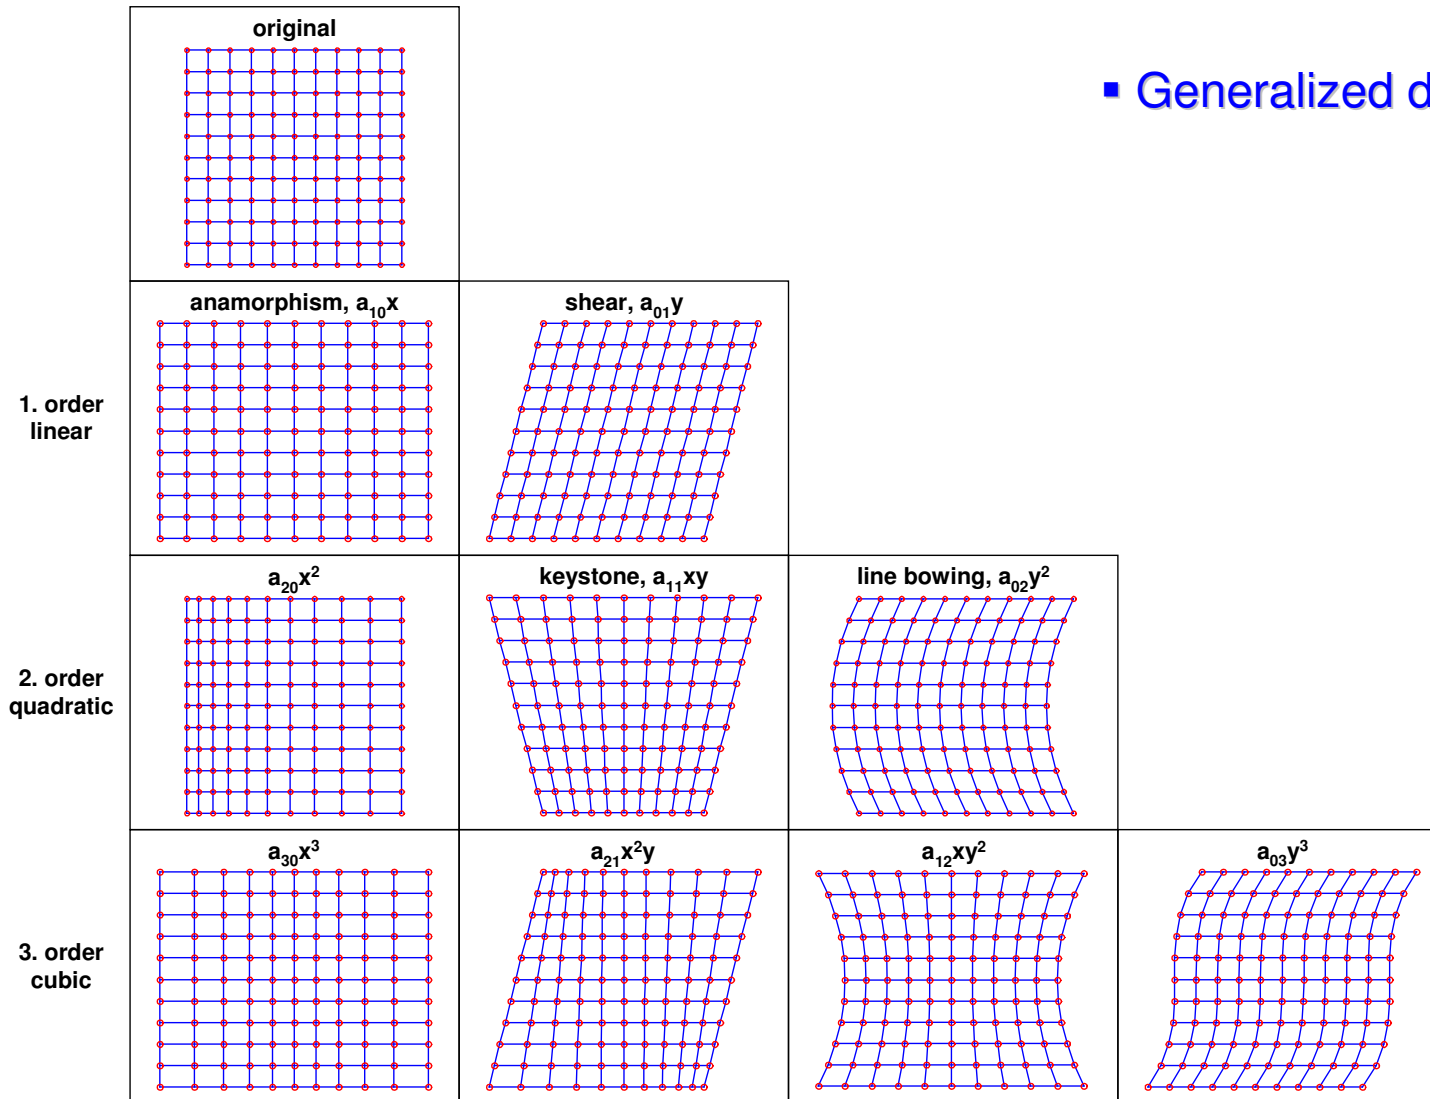 original
▪ Generalized d
anamorphism, a₁₀x
shear, a₀₁y
1. order
linear
a₂₀x²
keystone, a₁₁xy
line bowing, a₀₂y²
2. order
quadratic
a₃₀x³
a₂₁x²y
a₁₂xy²
a₀₃y³
3. order
cubic